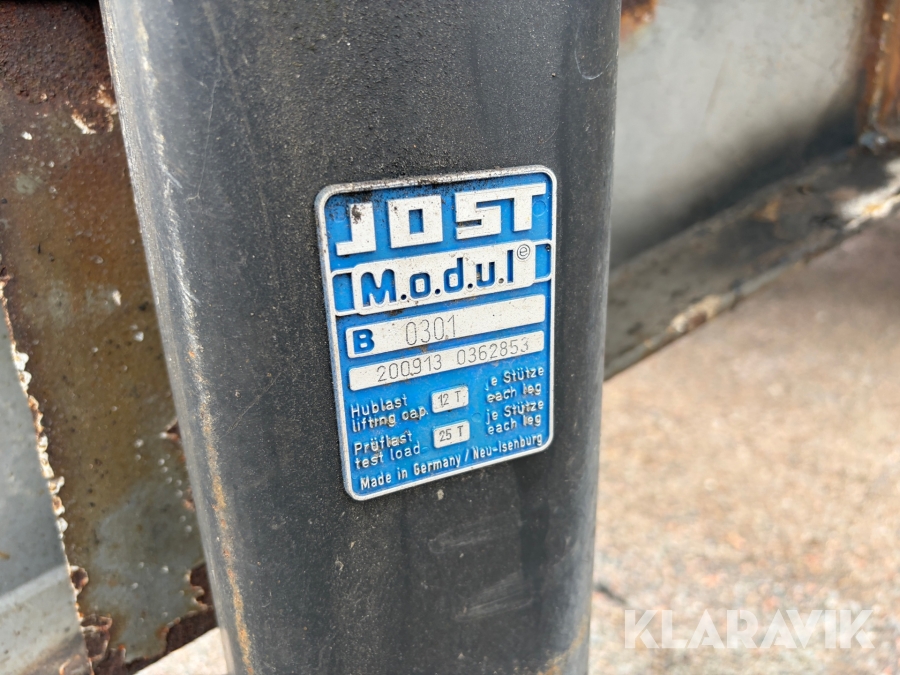 JOST
M.o.d.u.l e
B 0301
200913 0362853
Hublast 12 T. je Stütze
lifting cap. each leg
Prüflast 25 T je Stütze
test load each leg
Made in Germany / Neu-Isenburg
KLARAVIK